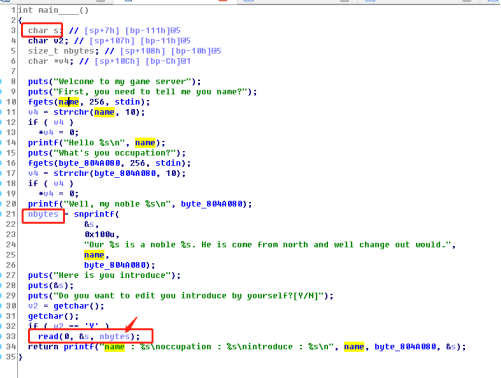 1 int main____()
2 {
3 char s; // [sp+7h] [bp-111h]@5
4 char v2; // [sp+107h] [bp-11h]@5
5 size_t nbytes; // [sp+108h] [bp-10h]@5
6 char *v4; // [sp+10Ch] [bp-Ch]@1
7
8 puts("Welcome to my game server");
9 puts("First, you need to tell me you name?");
10 fgets(name, 256, stdin);
11 v4 = strrchr(name, 10);
12 if ( v4 )
13 *v4 = 0;
14 printf("Hello %s\n", name);
15 puts("What's you occupation?");
16 fgets(byte_804A080, 256, stdin);
17 v4 = strrchr(byte_804A080, 10);
18 if ( v4 )
19 *v4 = 0;
20 printf("Well, my noble %s\n", byte_804A080);
21 nbytes = snprintf(
22 &s,
23 0x100u,
24 "Our %s is a noble %s. He is come from north and well change out would.",
25 name,
26 byte_804A080);
27 puts("Here is you introduce");
28 puts(&s);
29 puts("Do you want to edit you introduce by yourself?[Y/N]");
30 v2 = getchar();
31 getchar();
32 if ( v2 == 'Y' )
33 read(0, &s, nbytes);
34 return printf("name : %s\noccupation : %s\nintroduce : %s\n", name, byte_804A080, &s);
35 }